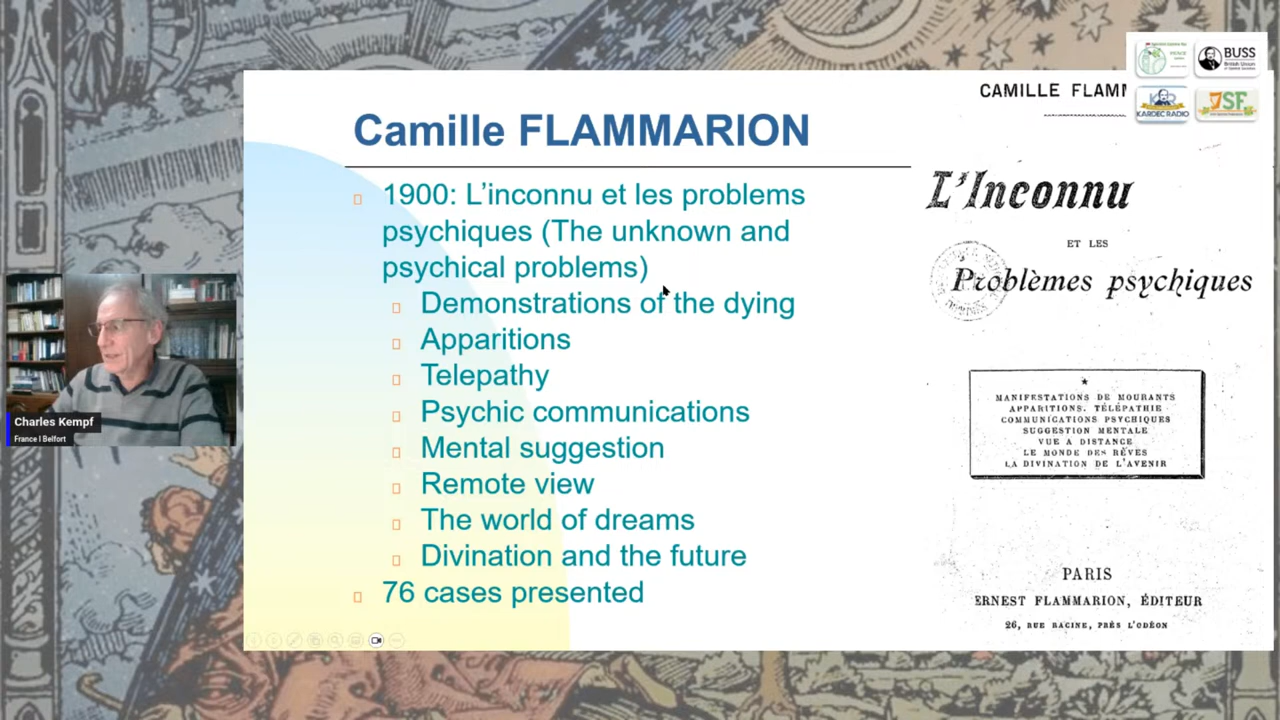 Camille FLAMMARION
1900: L'inconnu et les problems
psychiques (The unknown and
psychical problems)
Demonstrations of the dying
Apparitions
Telepathy
Psychic communications
Mental suggestion
Remote view
The world of dreams
Divination and the future
76 cases presented
CAMILLE FLAMM
L'Inconnu
ET LES
Problèmes psychiques
MANIFESTATIONS DE MOURANTS
APPARITIONS. TÉLÉPATHIE
COMMUNICATIONS PSYCHIQUES
SUGGESTION MENTALE
VUE A DISTANCE
LE MONDE DES RÊVES
LA DIVINATION DE L'AVENIR
PARIS
ERNEST FLAMMARION, ÉDITEUR
26, RUE RACINE, PRÈS L'ODÉON
Charles Kempf
France | Belfort
BUSS
British Union
KARDEC RADIO
SF